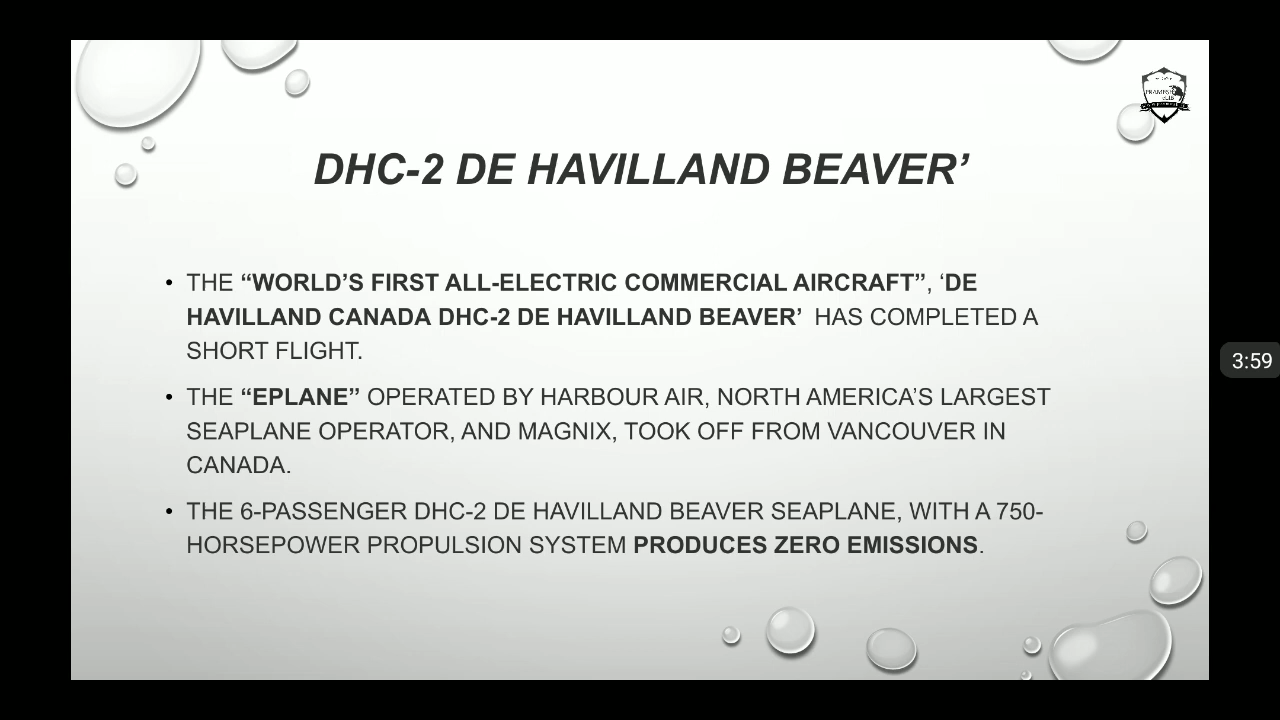 DHC-2 DE HAVILLAND BEAVER’
• THE “WORLD’S FIRST ALL-ELECTRIC COMMERCIAL AIRCRAFT”, ‘DE
HAVILLAND CANADA DHC-2 DE HAVILLAND BEAVER’ HAS COMPLETED A
SHORT FLIGHT.
• THE “EPLANE” OPERATED BY HARBOUR AIR, NORTH AMERICA’S LARGEST
SEAPLANE OPERATOR, AND MAGNIX, TOOK OFF FROM VANCOUVER IN
CANADA.
• THE 6-PASSENGER DHC-2 DE HAVILLAND BEAVER SEAPLANE, WITH A 750-
HORSEPOWER PROPULSION SYSTEM PRODUCES ZERO EMISSIONS.
3:59